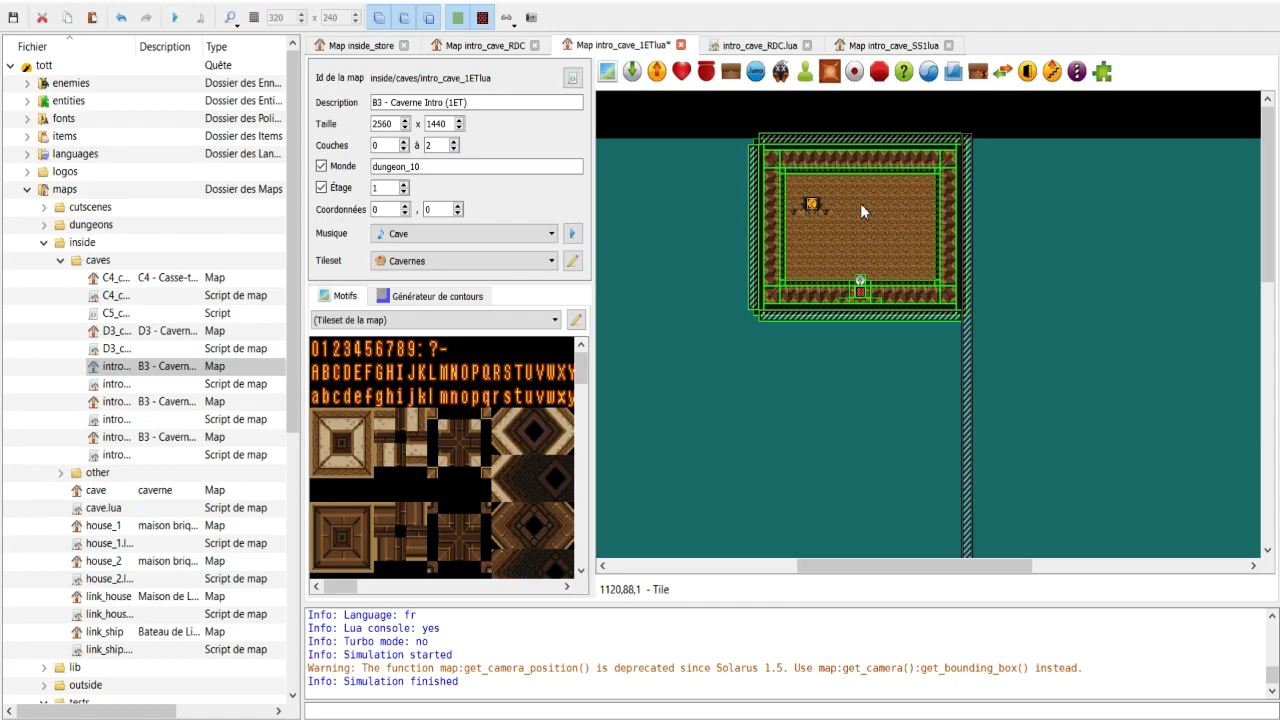 320 x 240
Fichier Description Type
tott Quête
enemies Dossier des Enn...
entities Dossier des Enti...
fonts Dossier des Poli...
items Dossier des Items
languages Dossier des Lan...
logos
maps Dossier des Maps
cutscenes
dungeons
inside
caves
C4_c... C4 - Casse-t... Map
C4_c... Script de map
C5_c... Script
D3_c... D3 - Cavern... Map
D3_c... Script de map
intro... B3 - Cavern... Map
intro... Script de map
intro... B3 - Cavern... Map
intro... Script de map
intro... B3 - Cavern... Map
intro... Script de map
other
cave caverne Map
cave.lua Script de map
house_1 maison briq... Map
house_1.l... Script de map
house_2 maison briq... Map
house_2.l... Script de map
link_house Maison de L... Map
link_hous... Script de map
link_ship Bateau de Li... Map
link_ship.... Script de map
lib
outside
tests
Map inside_store Map intro_cave_RDC Map intro_cave_1ETlua* intro_cave_RDC.lua Map intro_cave_SS1lua
Id de la map inside/caves/intro_cave_1ETlua
Description B3 - Caverne Intro (1ET)
Taille 2560 x 1440
Couches 0 à 2
Monde dungeon_10
Étage 1
Coordonnées 0 , 0
Musique Cave
Tileset Cavernes
Motifs Générateur de contours
(Tileset de la map)
0123456789:?-
ABCDEFGHIJKLMNOPQRSTUVWXY
abcdefghijklmnopqrstuvwxy
Jump
1120,88,1 - Tile
Info: Language: fr
Info: Lua console: yes
Info: Turbo mode: no
Info: Simulation started
Warning: The function map:get_camera_position() is deprecated since Solarus 1.5. Use map:get_camera():get_bounding_box() instead.
Info: Simulation finished